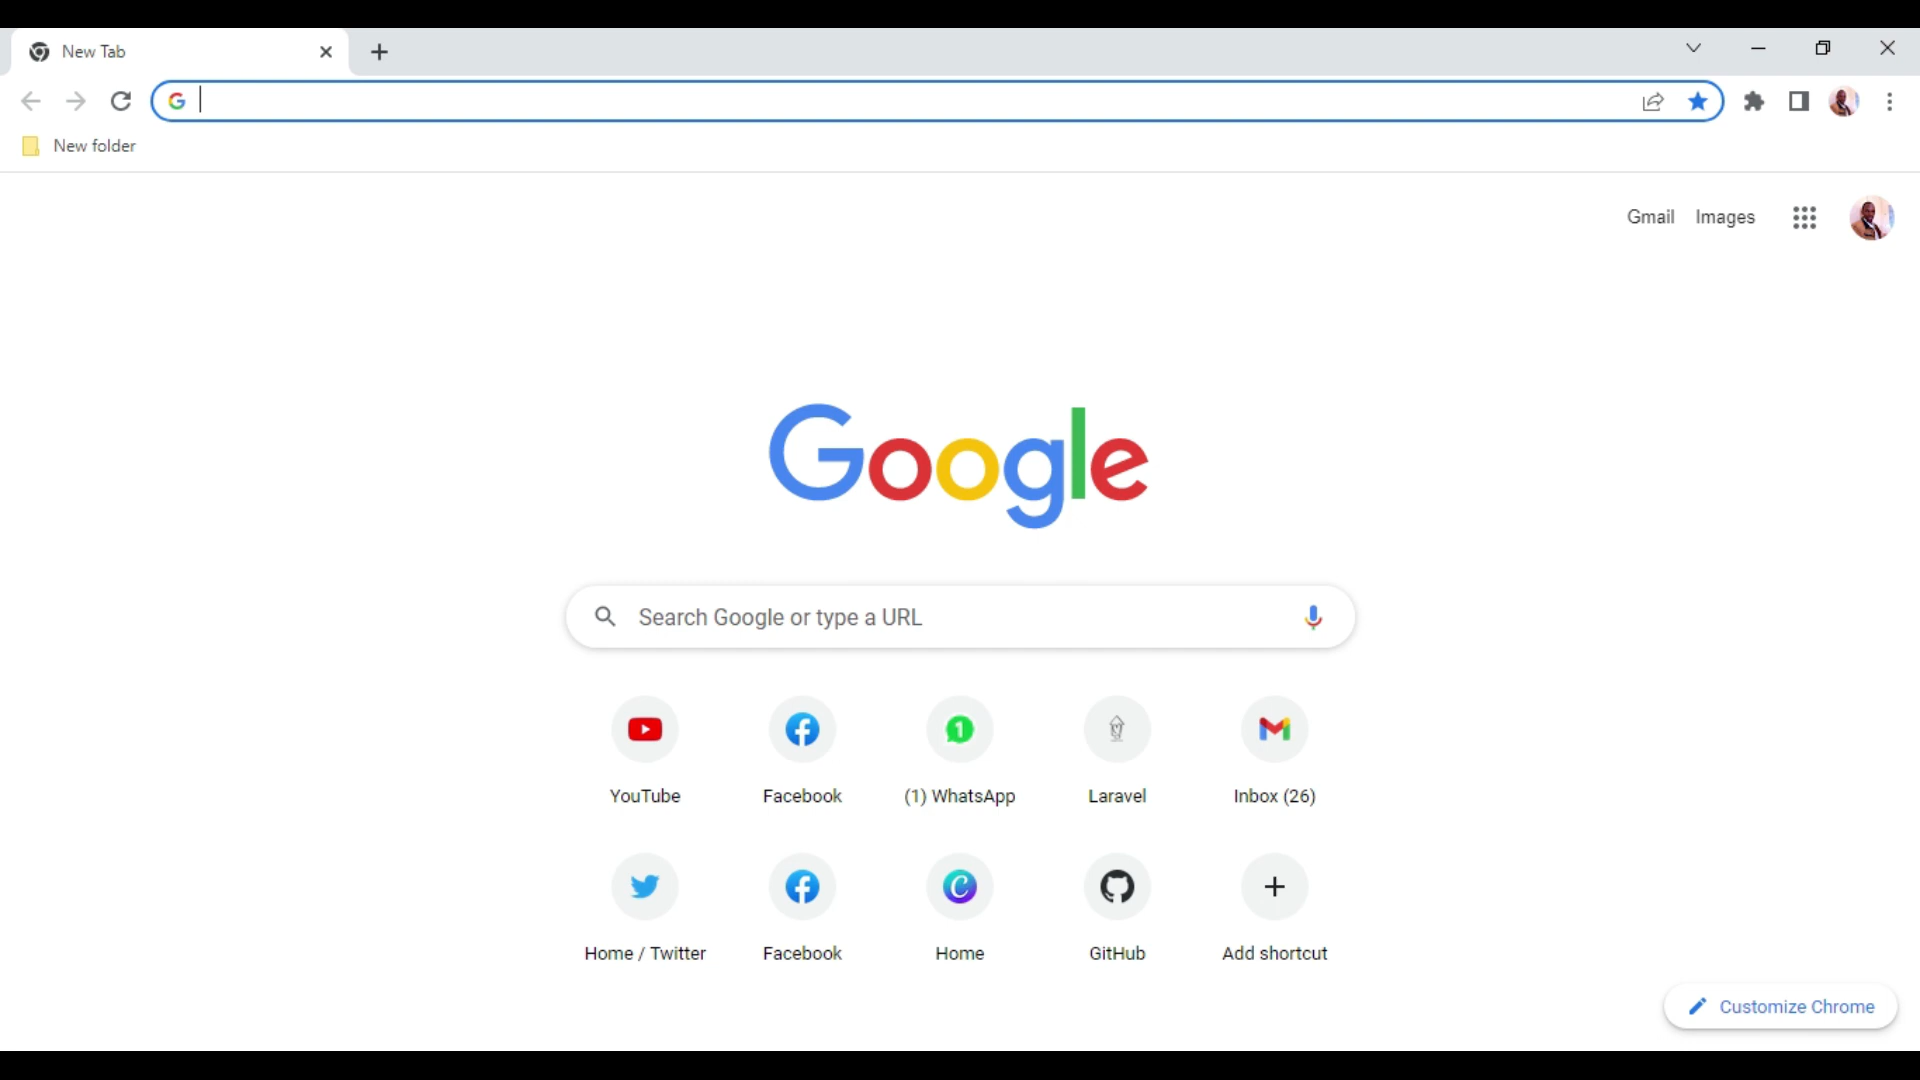 New Tab
New folder
Gmail Images
Google
Search Google or type a URL
1
YouTube Facebook (1) WhatsApp Laravel Inbox (26)
Home / Twitter Facebook Home GitHub Add shortcut
Customize Chrome